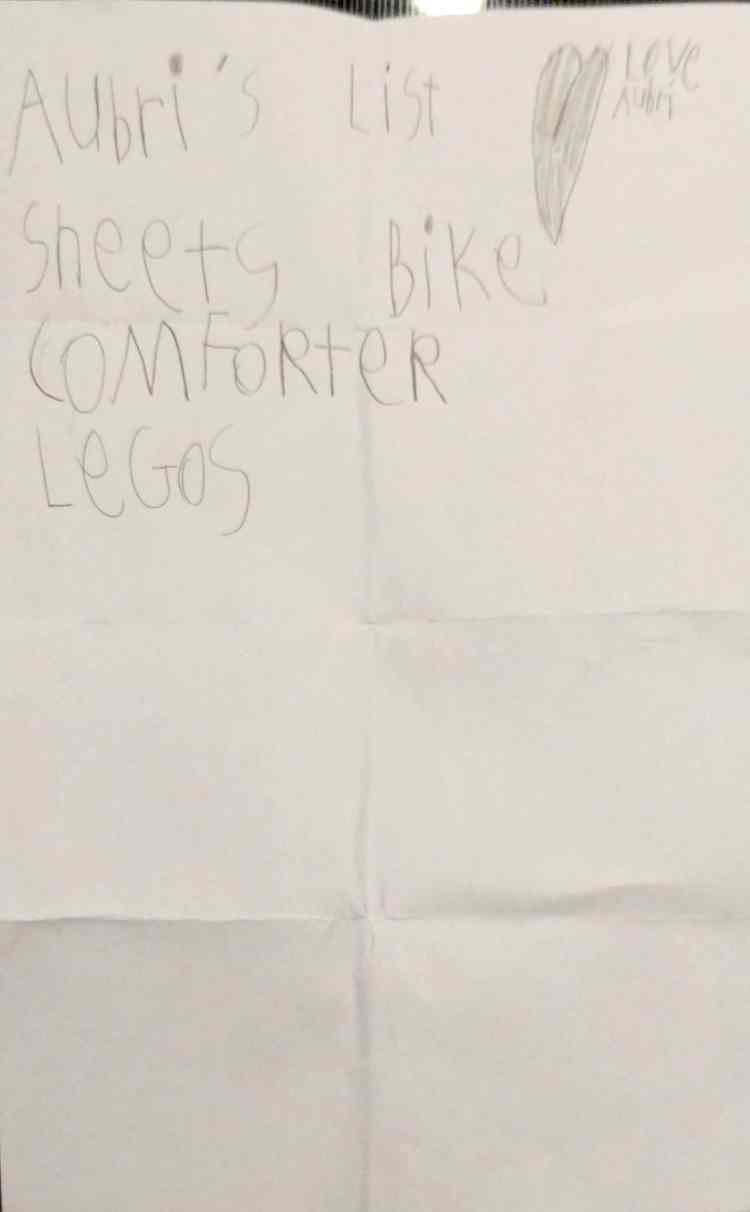 Aubri's List
Love
Aubri
Sheets Bike
COMFORTER
LeGOS